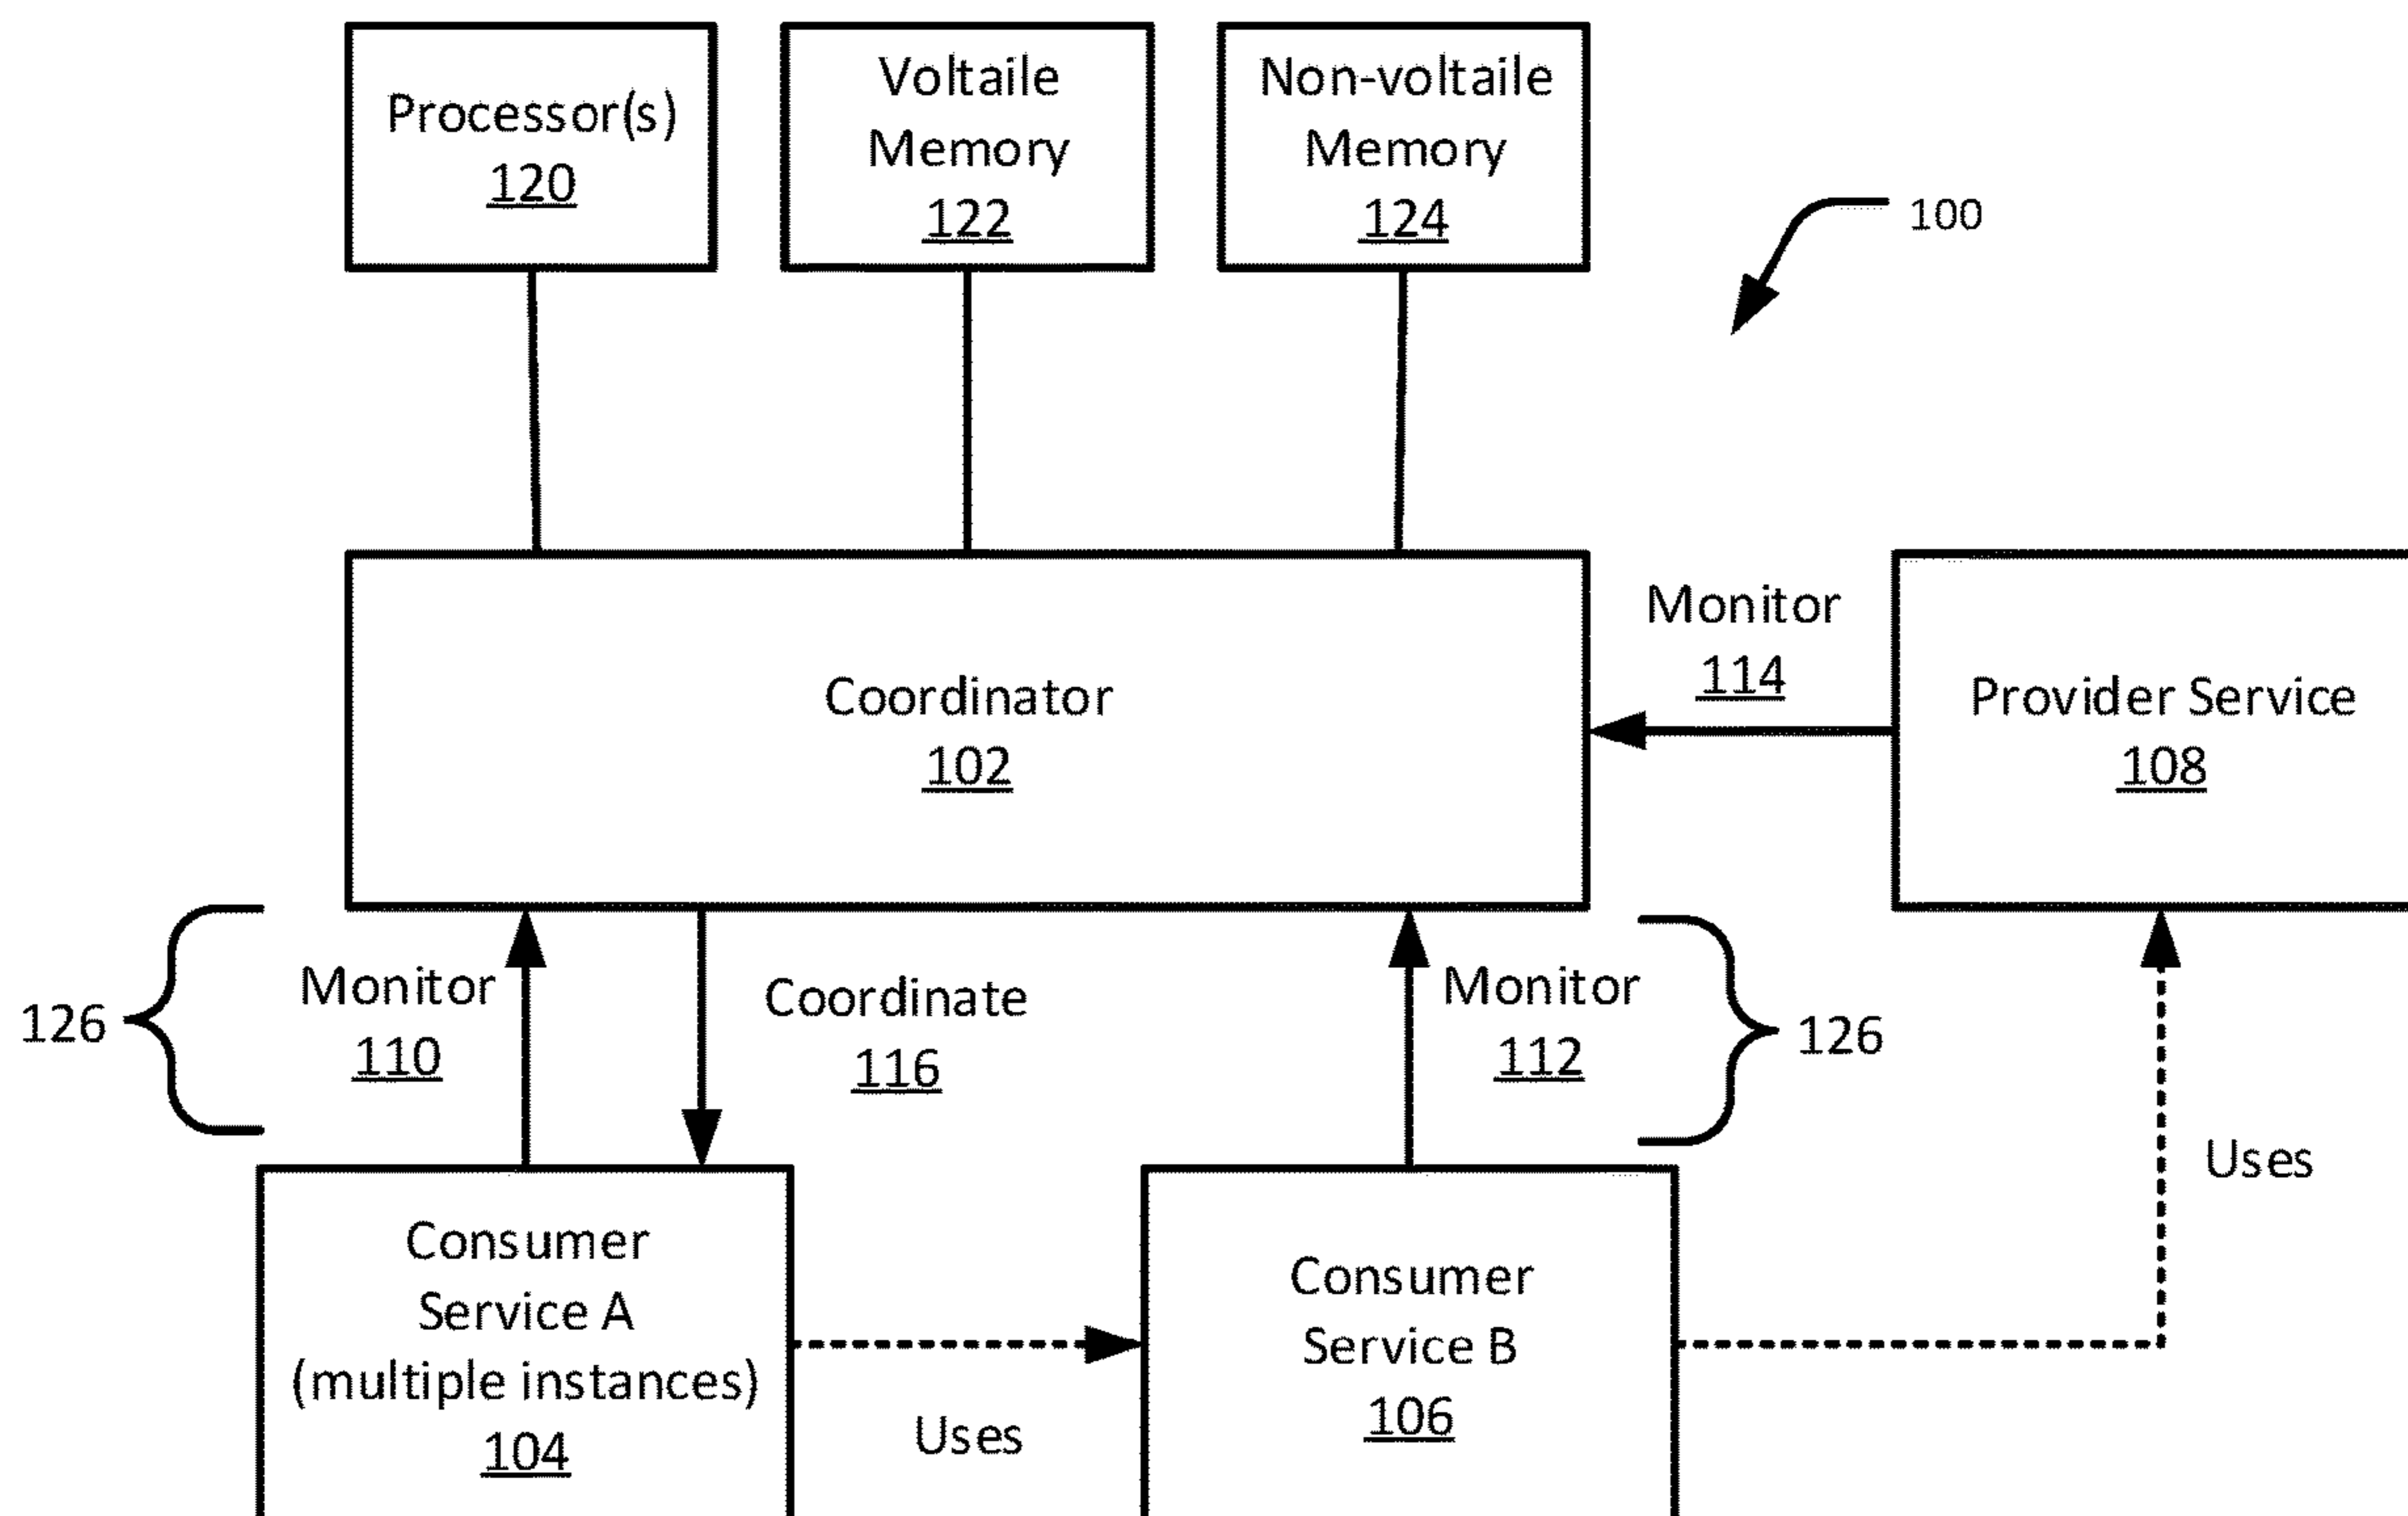 Processor(s)
120
Voltaile
Memory
122
Non-voltaile
Memory
124
100
Coordinator
102
Monitor
114
Provider Service
108
126
Monitor
110
Coordinate
116
Monitor
112
126
Uses
Consumer
Service A
(multiple instances)
104
Uses
Consumer
Service B
106